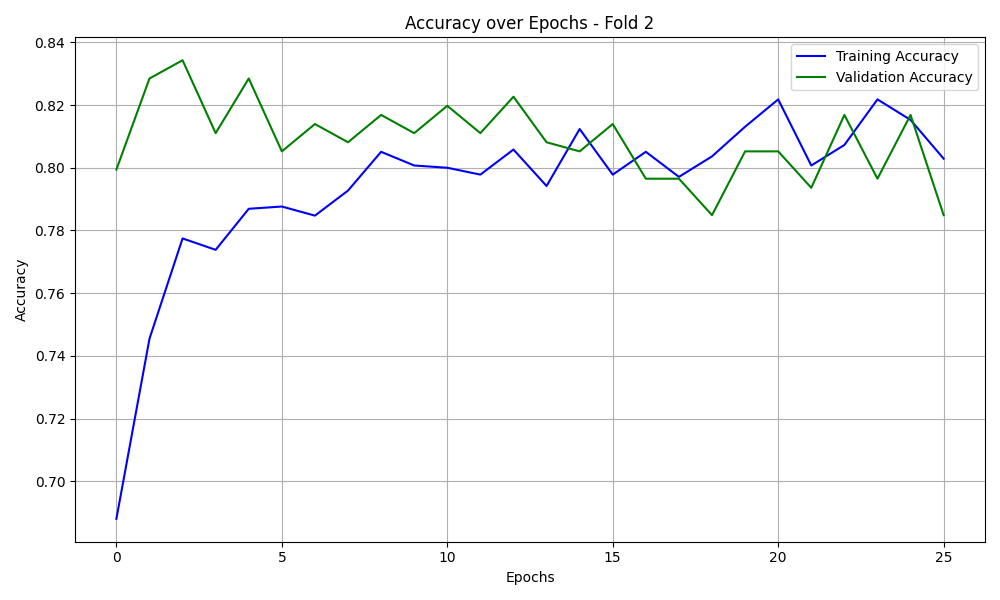 Accuracy over Epochs - Fold 2
Training Accuracy
Validation Accuracy
Accuracy
0.84
0.82
0.80
0.78
0.76
0.74
0.72
0.70
0 5 10 15 20 25
Epochs